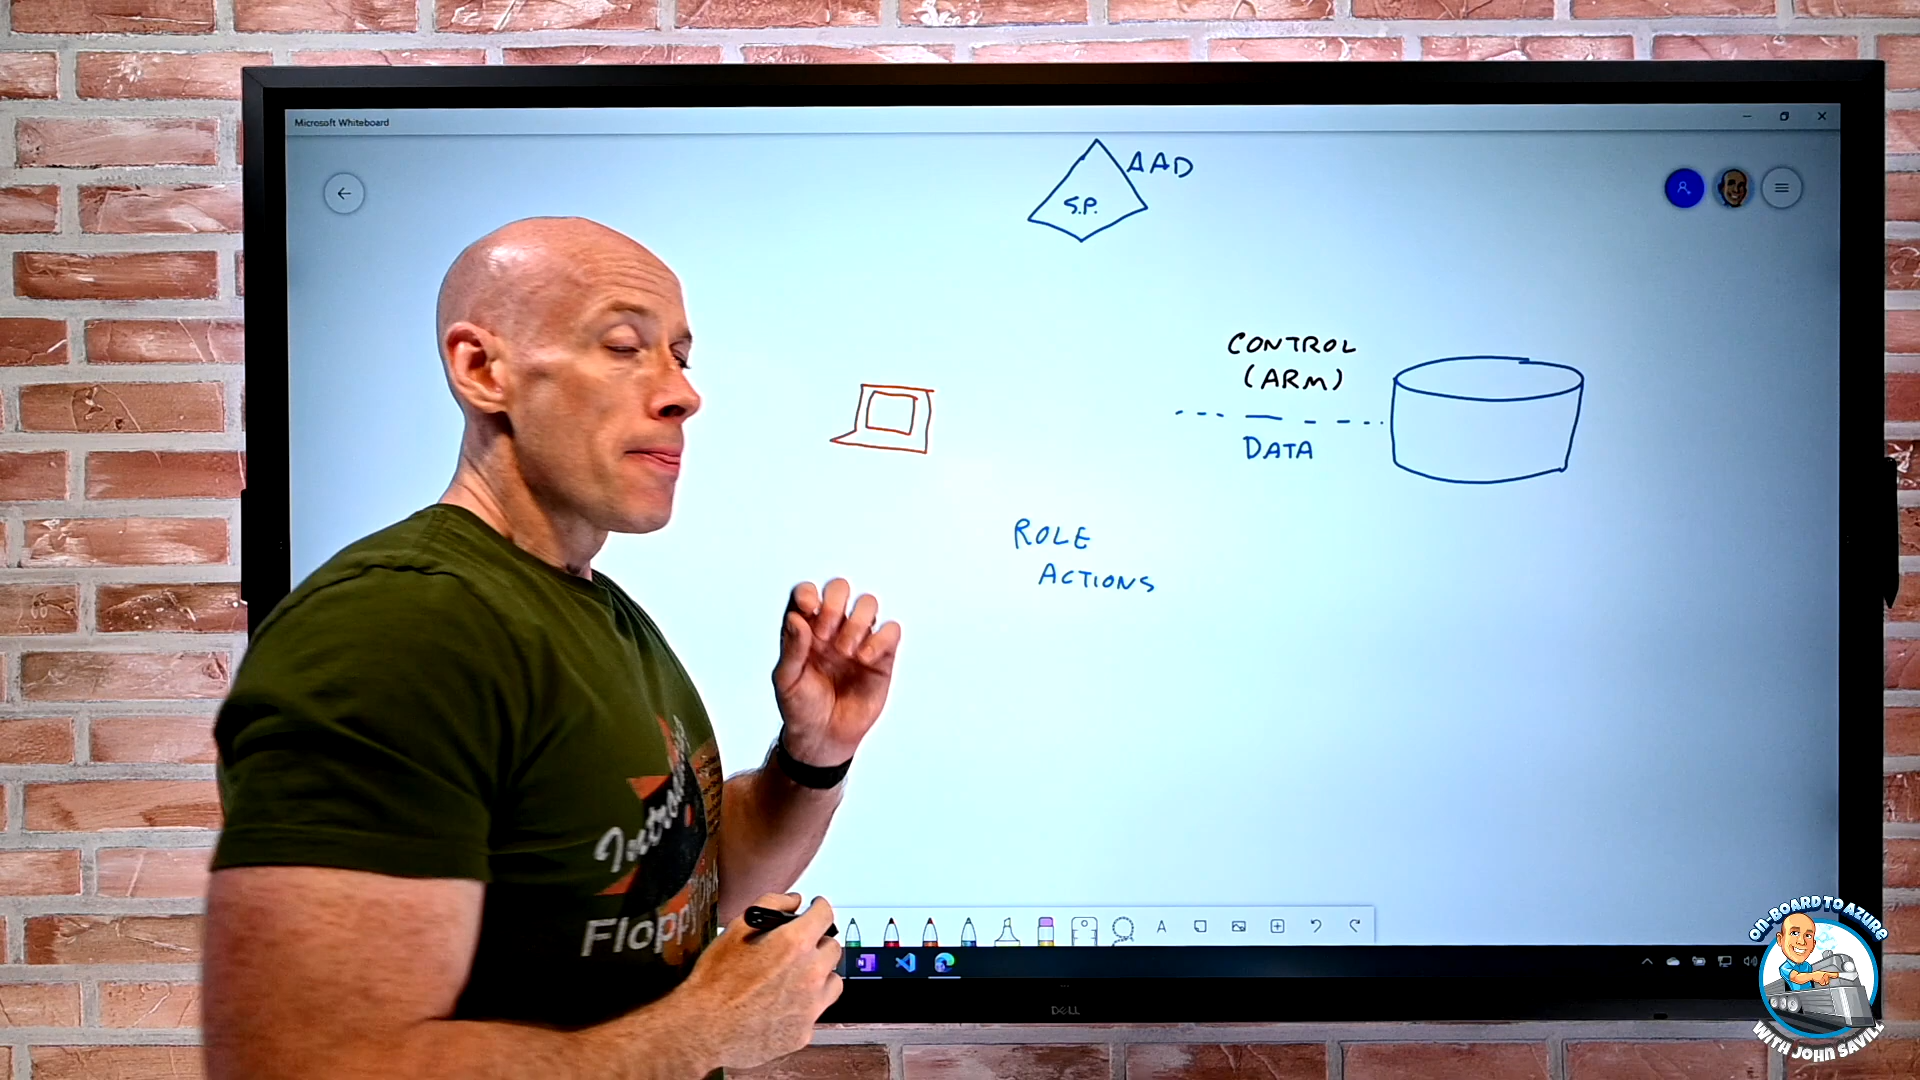 Microsoft Whiteboard
AAD
S.P.
CONTROL
(ARM)
DATA
ROLE
ACTIONS
Floppy
A
N
DELL
ON-BOARD TO AZURE
WITH JOHN SAVILL